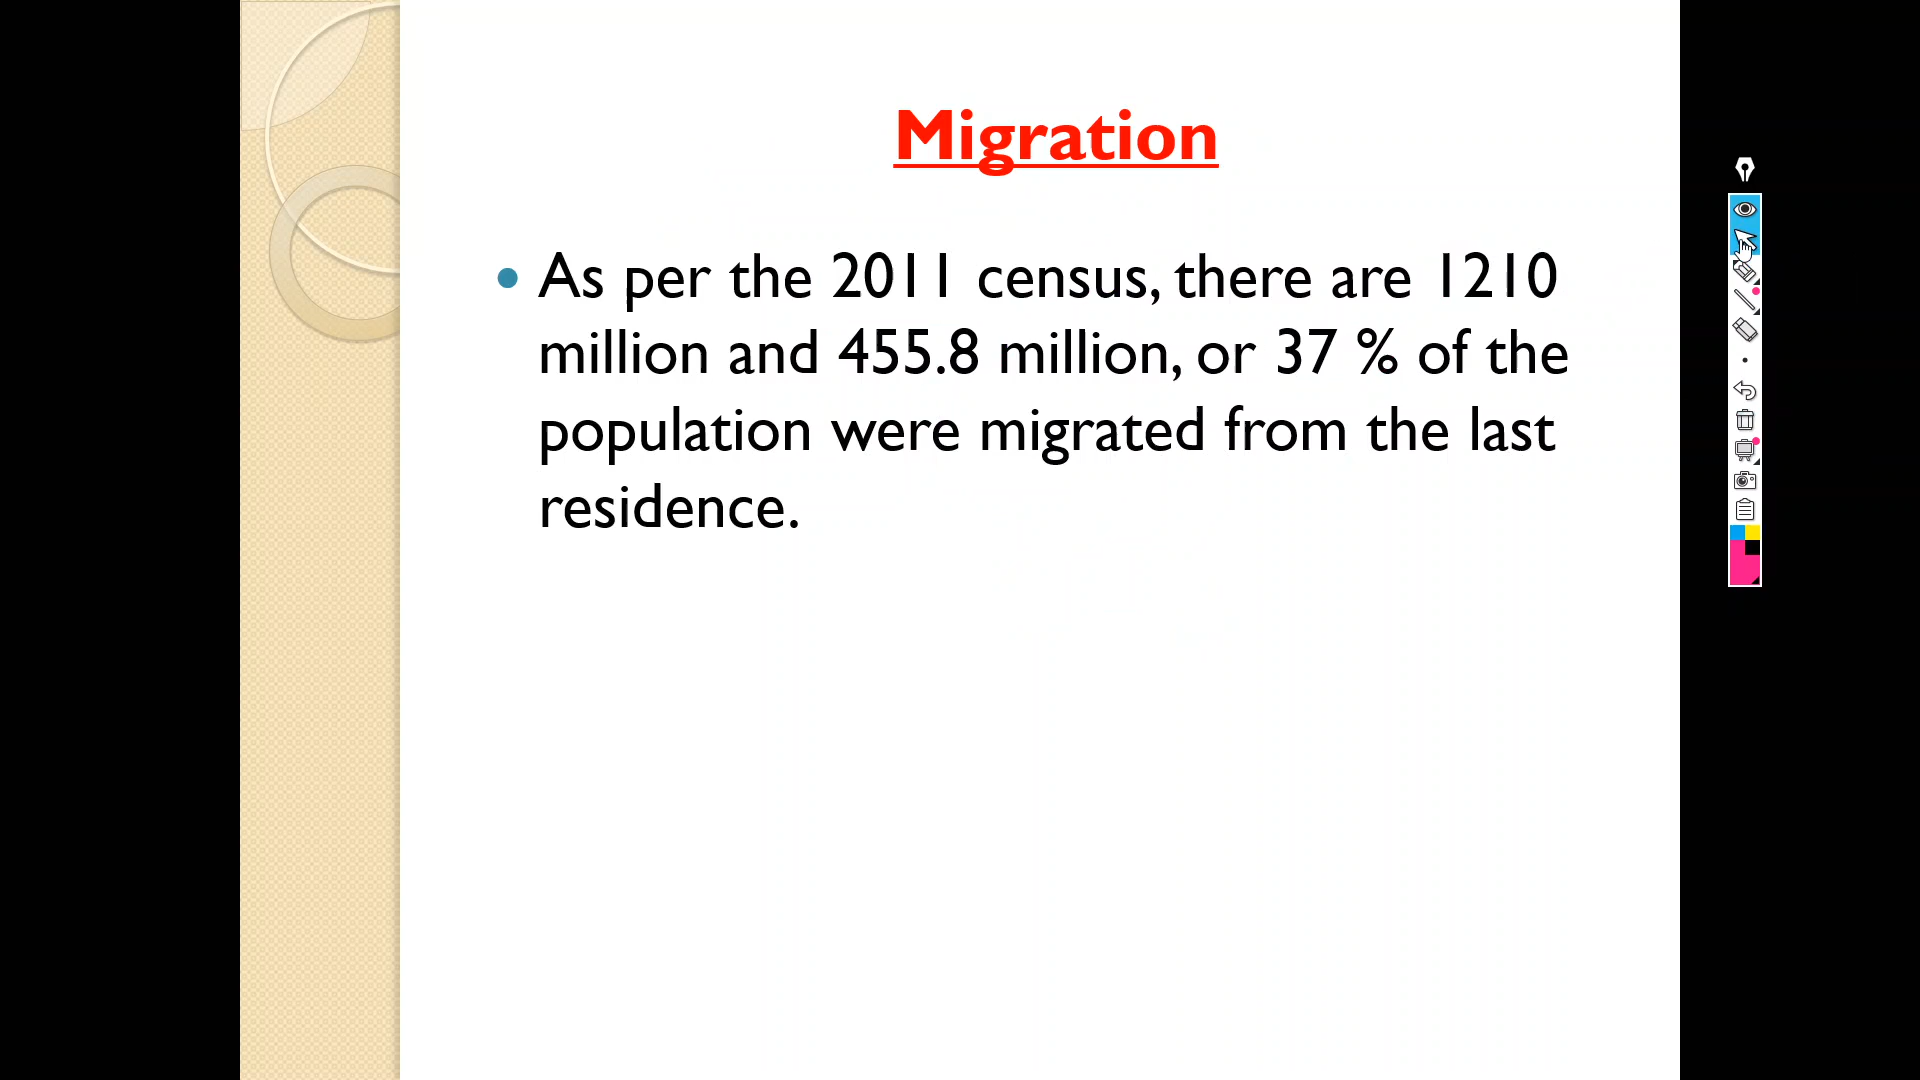 Migration
As per the 2011 census, there are 1210
million and 455.8 million, or 37 % of the
population were migrated from the last
residence.